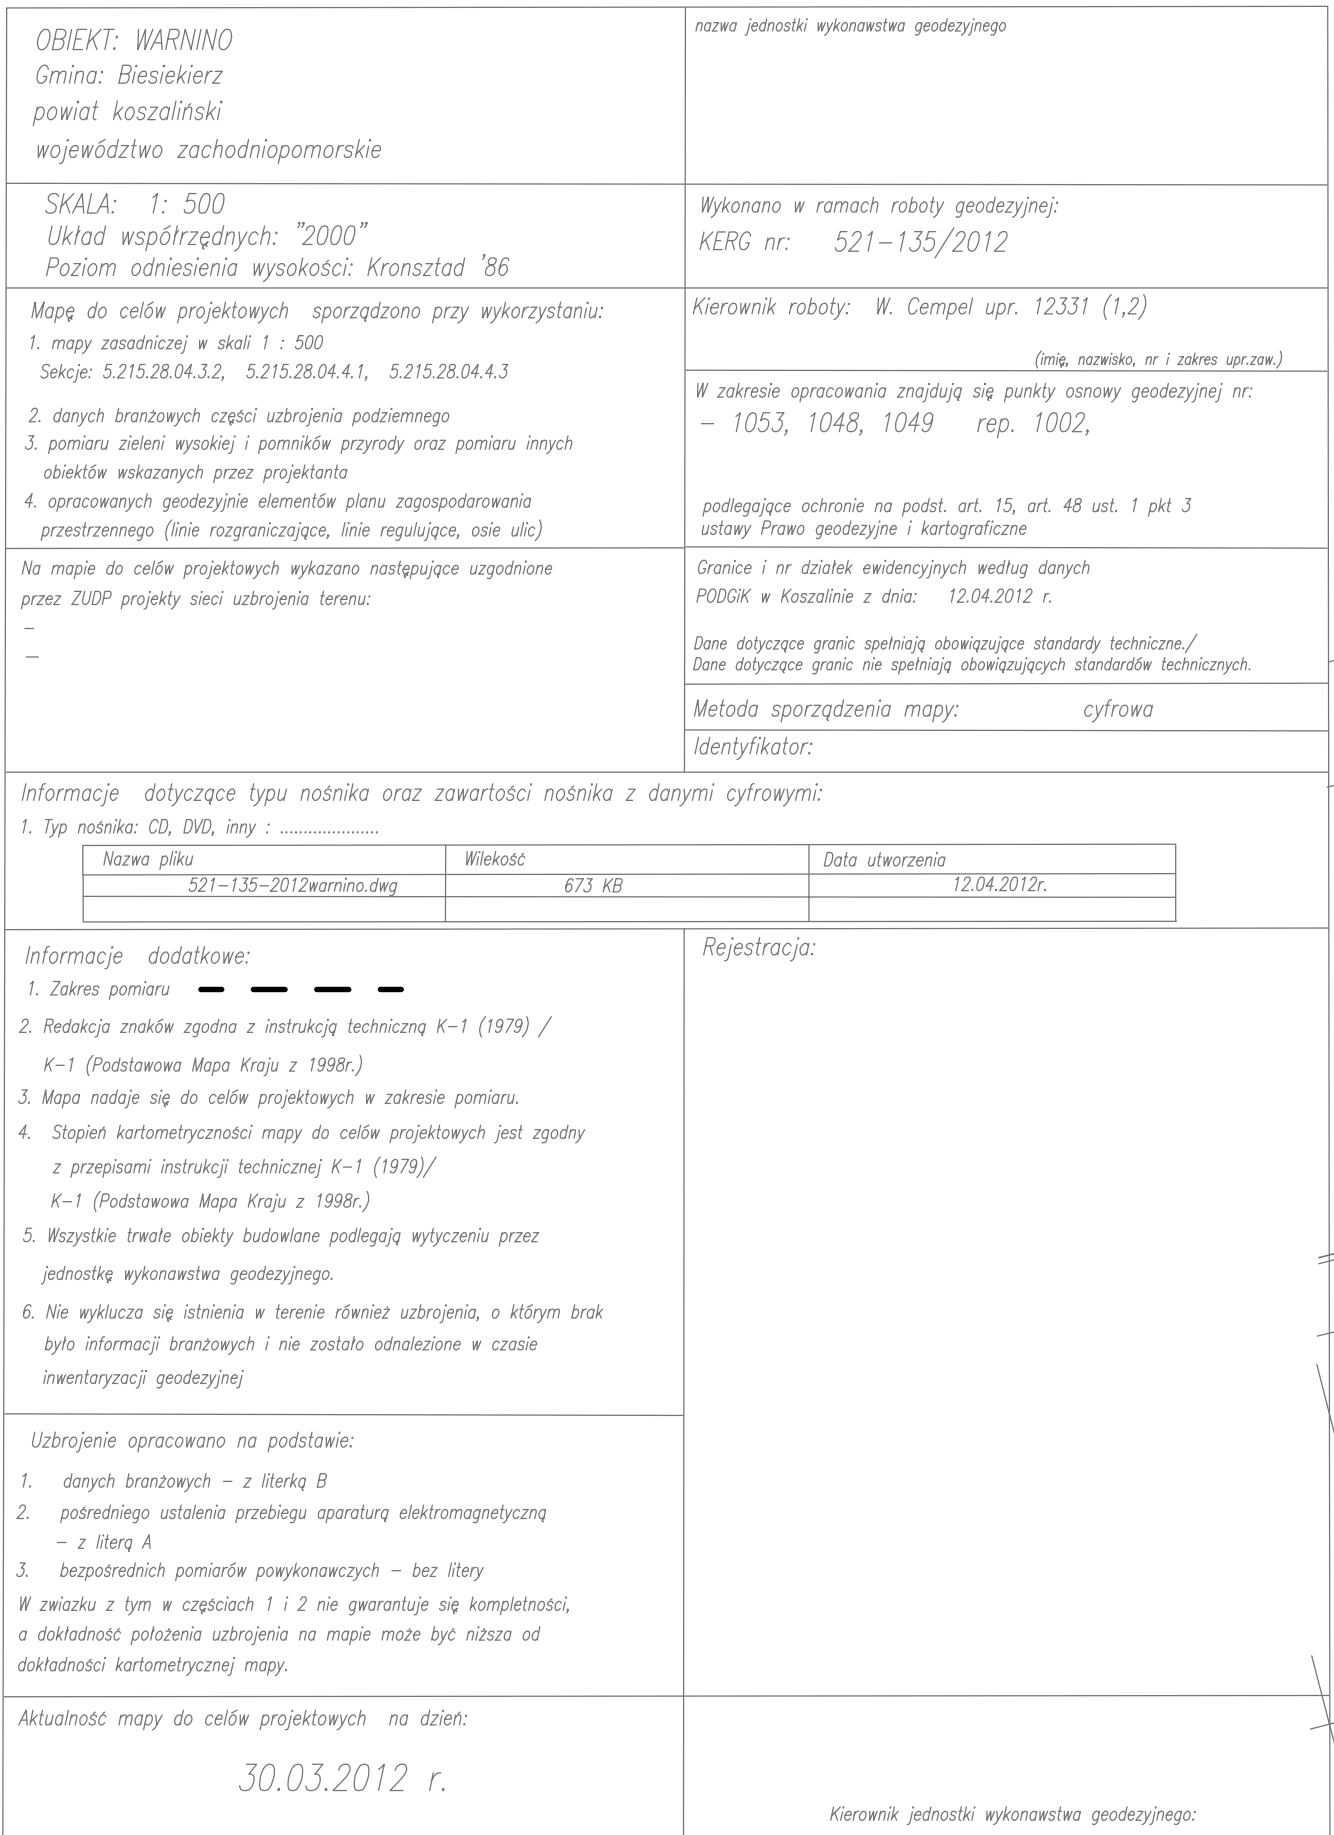 OBIEKT: WARNINO
Gmina: Biesiekierz
powiat koszaliński
województwo zachodniopomorskie
nazwa jednostki wykonawstwa geodezyjnego
SKALA: 1: 500
Układ współrzędnych: "2000"
Poziom odniesienia wysokości: Kronsztad '86
Wykonano w ramach roboty geodezyjnej:
KERG nr: 521-135/2012
Mapę do celów projektowych sporządzono przy wykorzystaniu:
1. mapy zasadniczej w skali 1 : 500
Sekcje: 5.215.28.04.3.2, 5.215.28.04.4.1, 5.215.28.04.4.3
2. danych branżowych części uzbrojenia podziemnego
3. pomiaru zieleni wysokiej i pomników przyrody oraz pomiaru innych
obiektów wskazanych przez projektanta
4. opracowanych geodezyjnie elementów planu zagospodarowania
przestrzennego (linie rozgraniczające, linie regulujące, osie ulic)
Kierownik roboty: W. Cempel upr. 12331 (1,2)
(imię, nazwisko, nr i zakres upr.zaw.)
W zakresie opracowania znajdują się punkty osnowy geodezyjnej nr:
- 1053, 1048, 1049 rep. 1002,
podlegające ochronie na podst. art. 15, art. 48 ust. 1 pkt 3
ustawy Prawo geodezyjne i kartograficzne
Na mapie do celów projektowych wykazano następujące uzgodnione
przez ZUDP projekty sieci uzbrojenia terenu:
-
-
Granice i nr działek ewidencyjnych według danych
PODGiK w Koszalinie z dnia: 12.04.2012 r.
Dane dotyczące granic spełniają obowiązujące standardy techniczne./
Dane dotyczące granic nie spełniają obowiązujących standardów technicznych.
Metoda sporządzenia mapy: cyfrowa
Identyfikator:
Informacje dotyczące typu nośnika oraz zawartości nośnika z danymi cyfrowymi:
1. Typ nośnika: CD, DVD, inny : .....................
Nazwa pliku Wilekość Data utworzenia
521-135-2012warnino.dwg 673 KB 12.04.2012r.
Informacje dodatkowe:
1. Zakres pomiaru
2. Redakcja znaków zgodna z instrukcją techniczną K-1 (1979) /
K-1 (Podstawowa Mapa Kraju z 1998r.)
3. Mapa nadaje się do celów projektowych w zakresie pomiaru.
4. Stopień kartometryczności mapy do celów projektowych jest zgodny
z przepisami instrukcji technicznej K-1 (1979)/
K-1 (Podstawowa Mapa Kraju z 1998r.)
5. Wszystkie trwałe obiekty budowlane podlegają wytyczeniu przez
jednostkę wykonawstwa geodezyjnego.
6. Nie wyklucza się istnienia w terenie również uzbrojenia, o którym brak
było informacji branżowych i nie zostało odnalezione w czasie
inwentaryzacji geodezyjnej
Rejestracja:
Uzbrojenie opracowano na podstawie:
1. danych branżowych - z literką B
2. pośredniego ustalenia przebiegu aparaturą elektromagnetyczną
- z literą A
3. bezpośrednich pomiarów powykonawczych - bez litery
W zwiazku z tym w częściach 1 i 2 nie gwarantuje się kompletności,
a dokładność położenia uzbrojenia na mapie może być niższa od
dokładności kartometrycznej mapy.
Aktualność mapy do celów projektowych na dzień:
30.03.2012 r.
Kierownik jednostki wykonawstwa geodezyjnego: